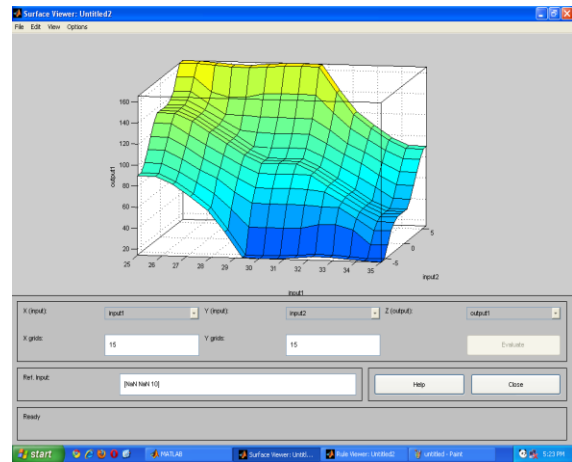 Surface Viewer: Untitled2
File Edit View Options
160
140
120
100
80
60
40
20
output1
25 26 27 28 29 30 31 32 33 34 35
-5 0 5
input1
input2
X (input): input1 Y (input): input2 Z (output): output1
X grids: 15 Y grids: 15 Evaluate
Ref. Input: [NaN NaN 10] Help Close
Ready
start MATLAB Surface Viewer: Untitl... Rule Viewer: Untitled2 untitled - Paint 5:23 PM